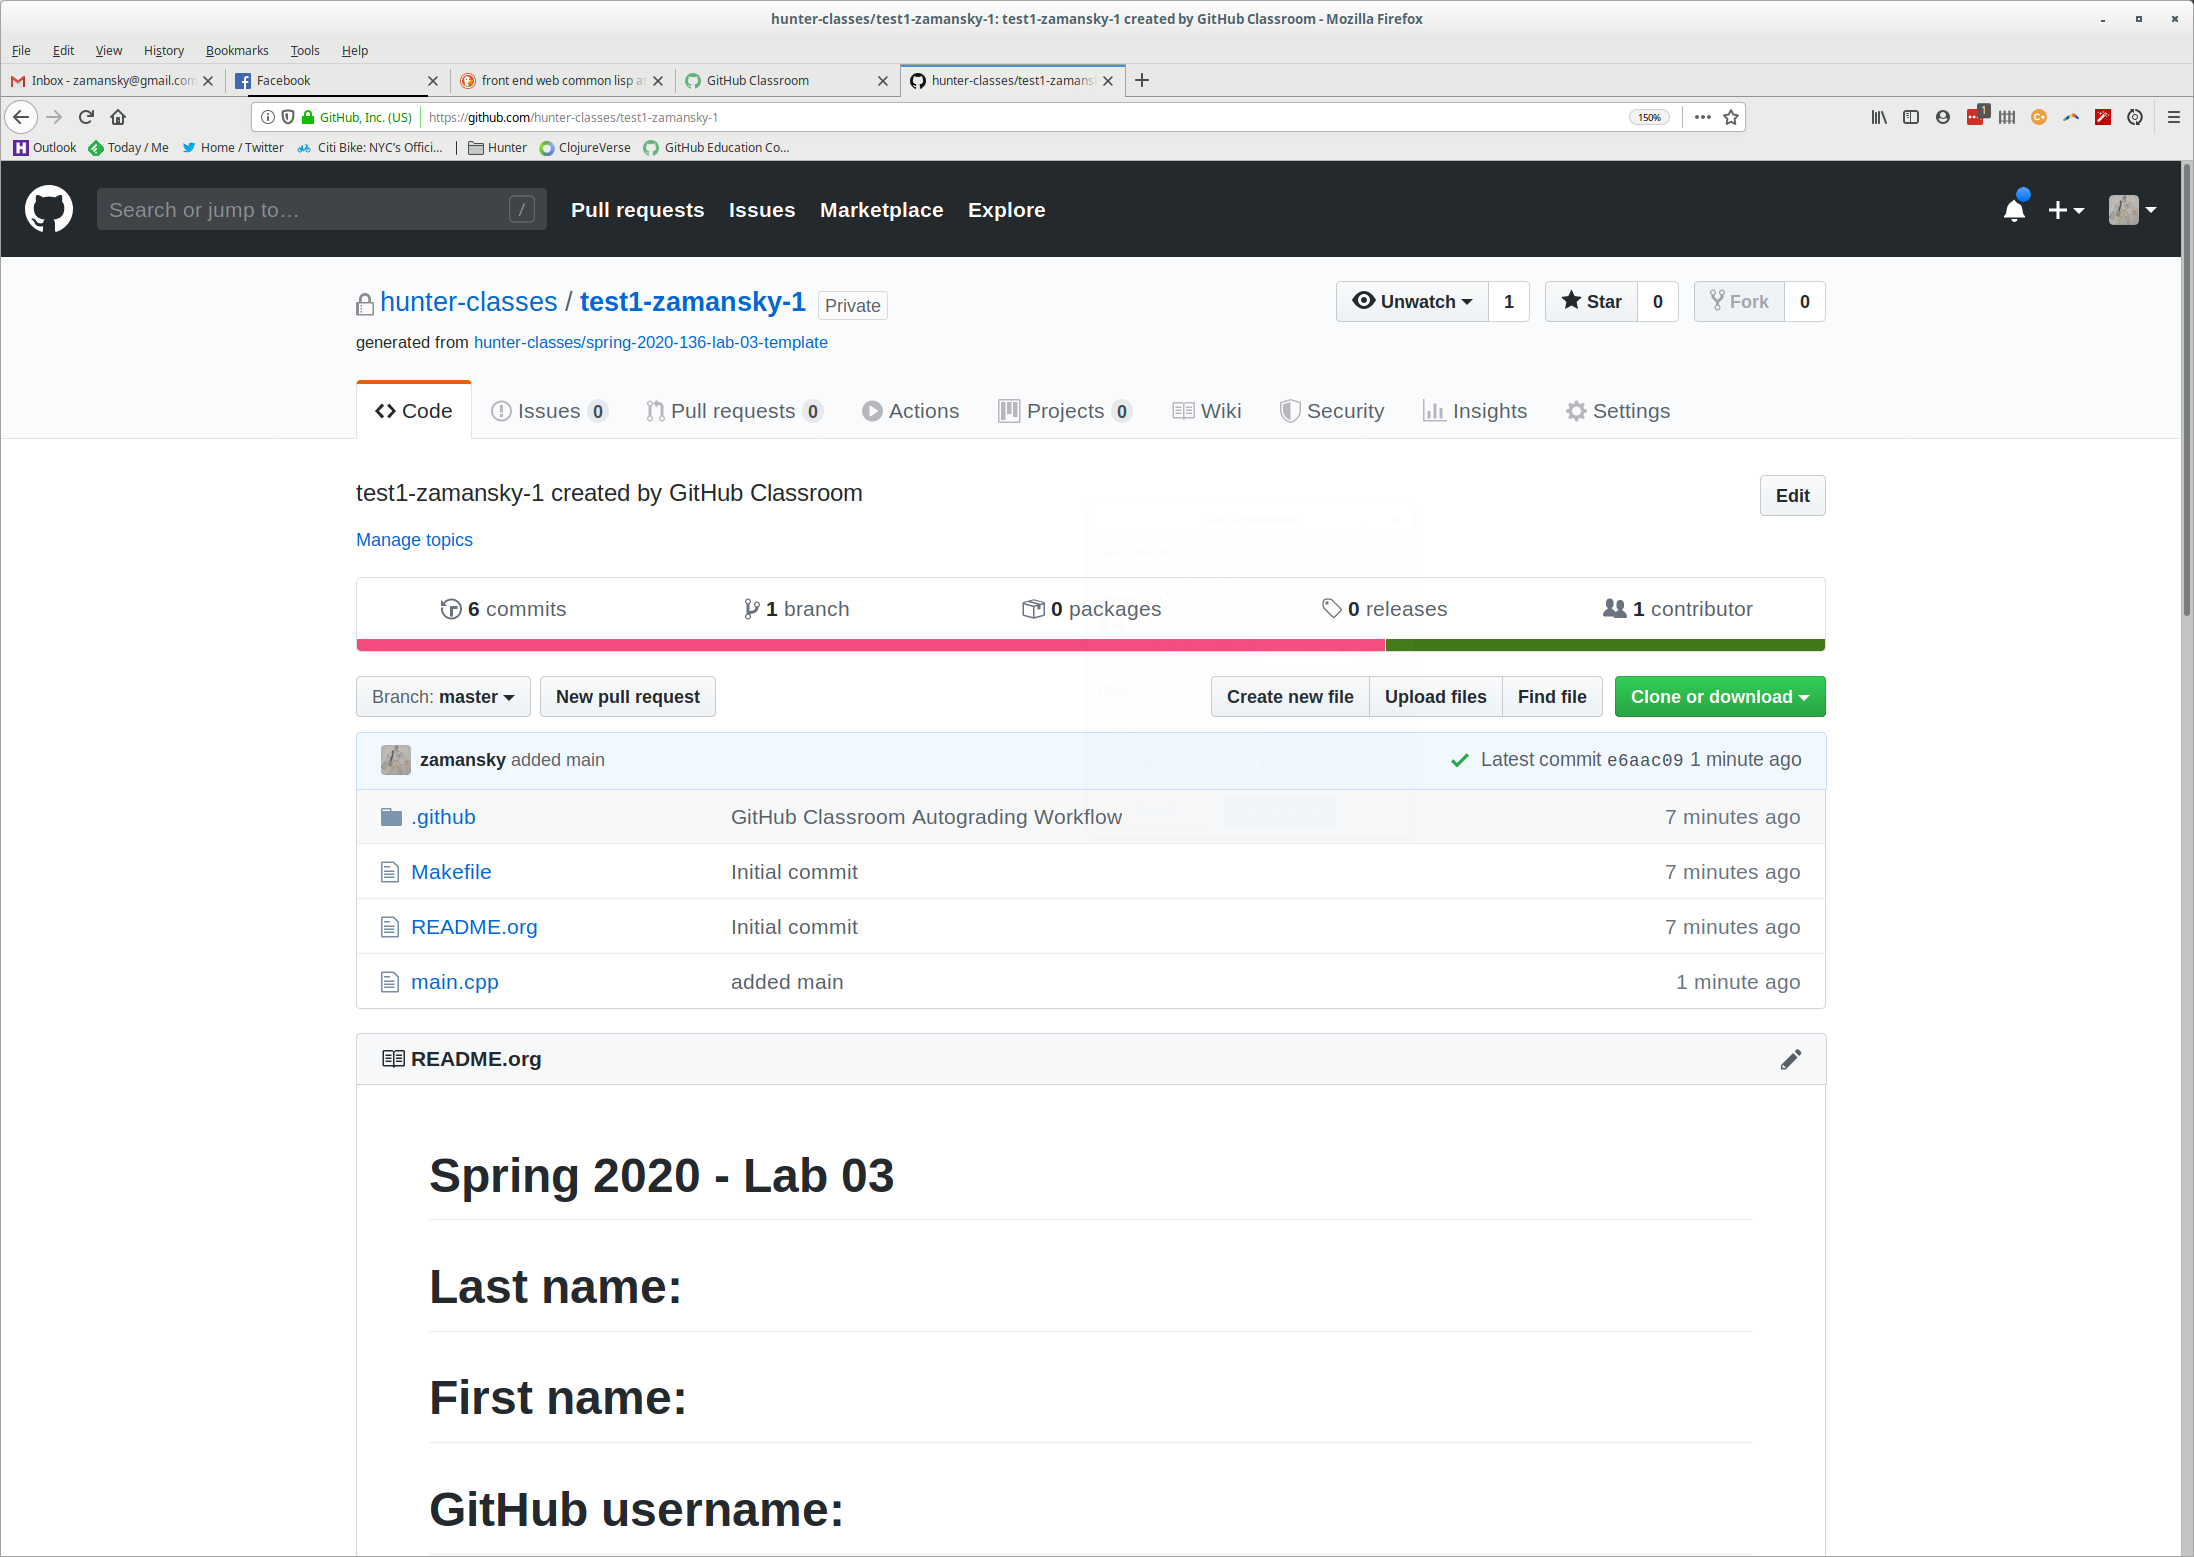 hunter-classes/test1-zamansky-1: test1-zamansky-1 created by GitHub Classroom - Mozilla Firefox
File Edit View History Bookmarks Tools Help
Inbox - zamansky@gmail.com Facebook front end web common lisp at GitHub Classroom hunter-classes/test1-zamans
GitHub, Inc. (US) https://github.com/hunter-classes/test1-zamansky-1 150% 1
Outlook Today / Me Home / Twitter Citi Bike: NYC's Offici... Hunter ClojureVerse GitHub Education Co...
Search or jump to… / Pull requests Issues Marketplace Explore
hunter-classes / test1-zamansky-1 Private Unwatch 1 Star 0 Fork 0
generated from hunter-classes/spring-2020-136-lab-03-template
Code Issues 0 Pull requests 0 Actions Projects 0 Wiki Security Insights Settings
test1-zamansky-1 created by GitHub Classroom Edit
Manage topics
6 commits 1 branch 0 packages 0 releases 1 contributor
Branch: master New pull request Create new file Upload files Find file Clone or download
zamansky added main Latest commit e6aac09 1 minute ago
.github GitHub Classroom Autograding Workflow 7 minutes ago
Makefile Initial commit 7 minutes ago
README.org Initial commit 7 minutes ago
main.cpp added main 1 minute ago
README.org
Spring 2020 - Lab 03
Last name:
First name:
GitHub username: